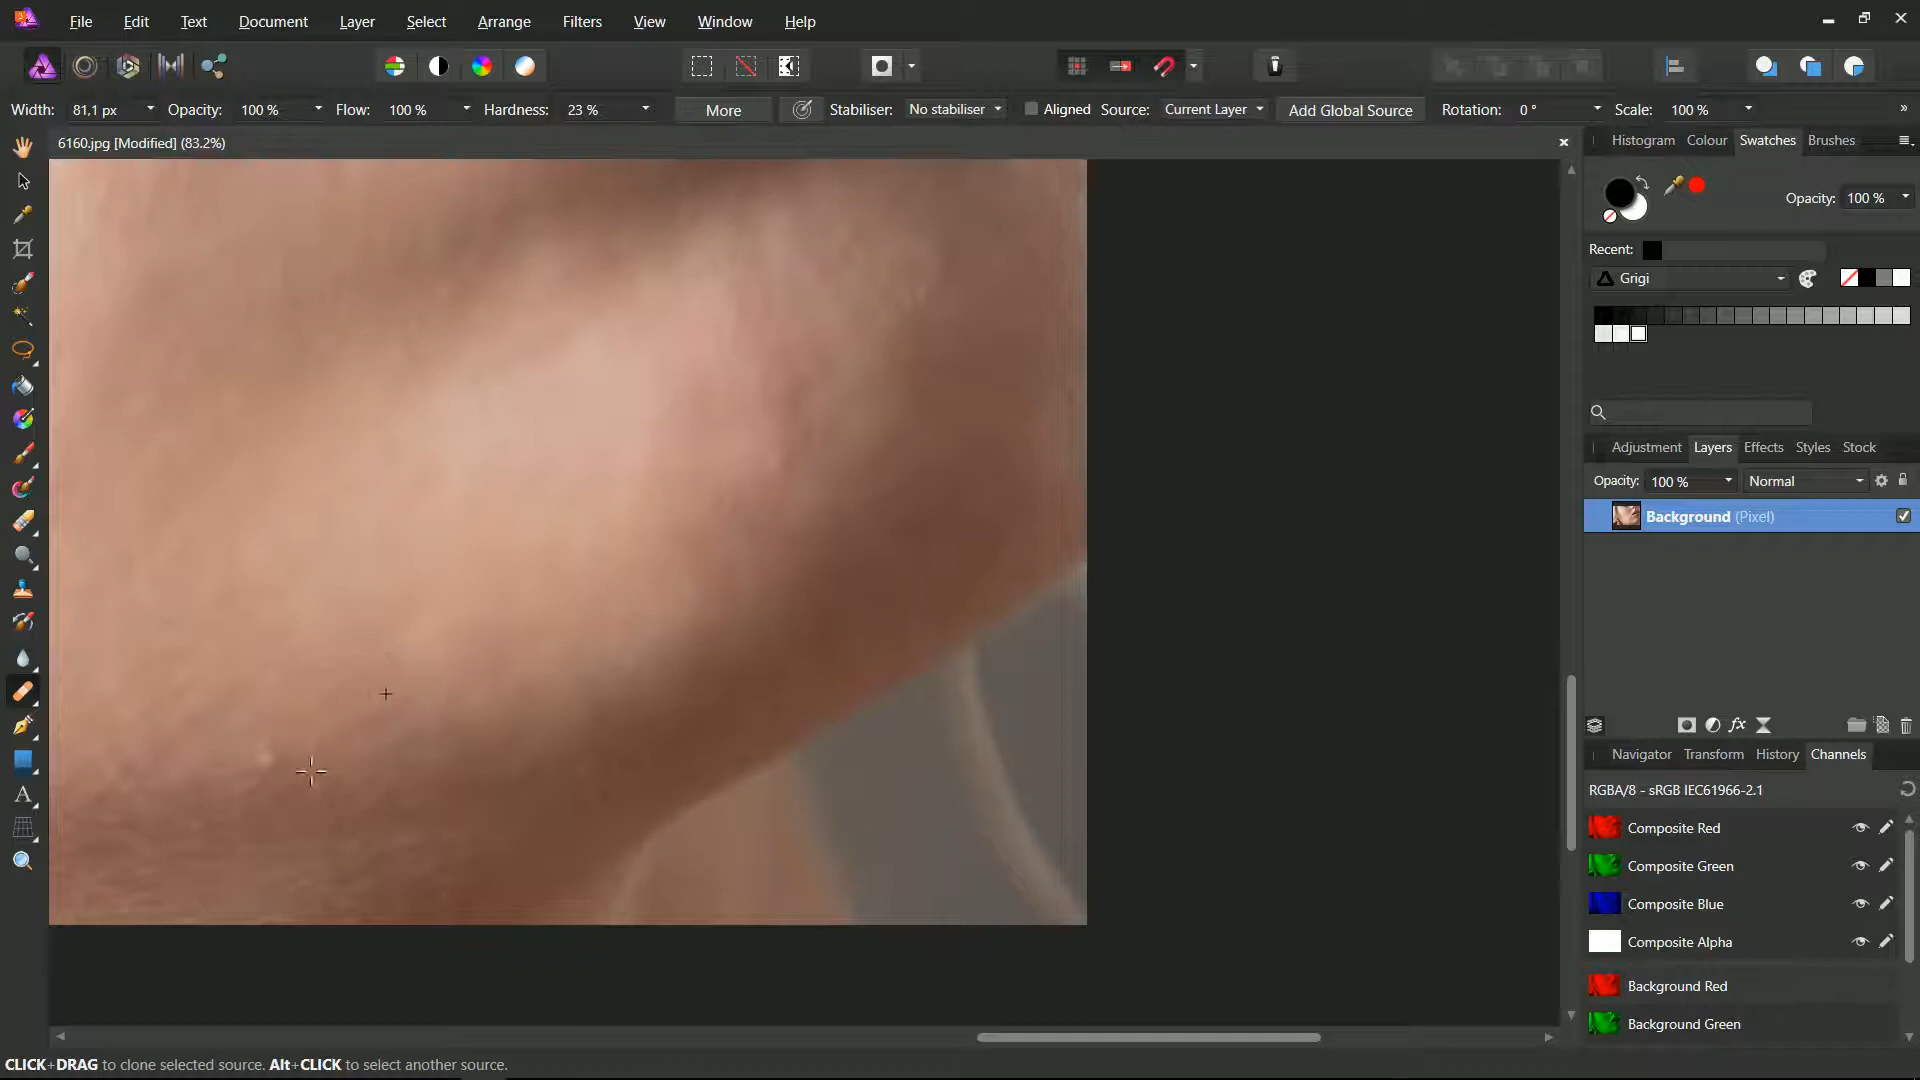 File Edit Text Document Layer Select Arrange Filters View Window Help
Width: 81,1 px Opacity: 100 % Flow: 100 % Hardness: 23 % More Stabiliser: No stabiliser Aligned Source: Current Layer Add Global Source Rotation: 0 ° Scale: 100 % »
6160.jpg [Modified] (83.2%)
Histogram Colour Swatches Brushes
Opacity: 100 %
Recent:
Grigi
Adjustment Layers Effects Styles Stock
Opacity: 100 % Normal
Background (Pixel)
Navigator Transform History Channels
RGBA/8 - sRGB IEC61966-2.1
Composite Red
Composite Green
Composite Blue
Composite Alpha
Background Red
Background Green
CLICK+DRAG to clone selected source. Alt+CLICK to select another source.